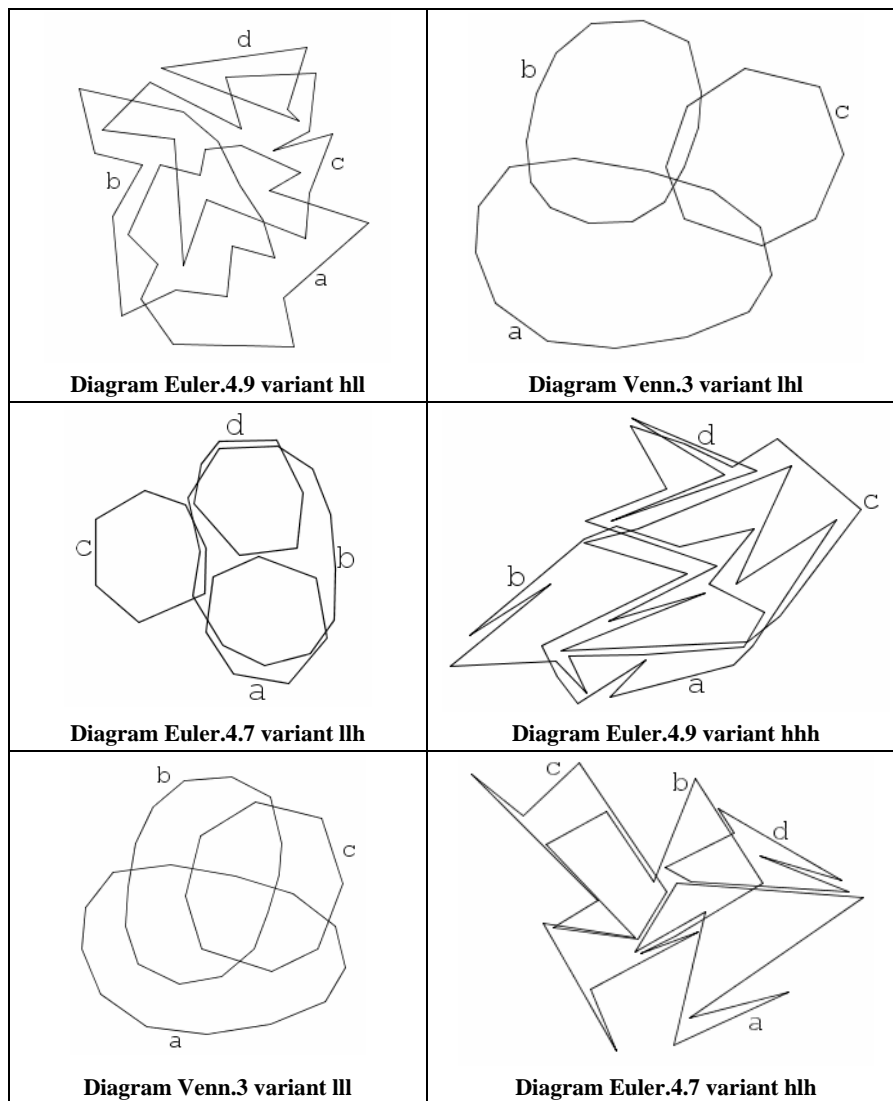 d
b
c
a
Diagram Euler.4.9 variant hll
b
c
a
Diagram Venn.3 variant lhl
d
c
b
a
Diagram Euler.4.7 variant llh
d
c
b
a
Diagram Euler.4.9 variant hhh
b
c
a
Diagram Venn.3 variant lll
c
b
d
a
Diagram Euler.4.7 variant hlh